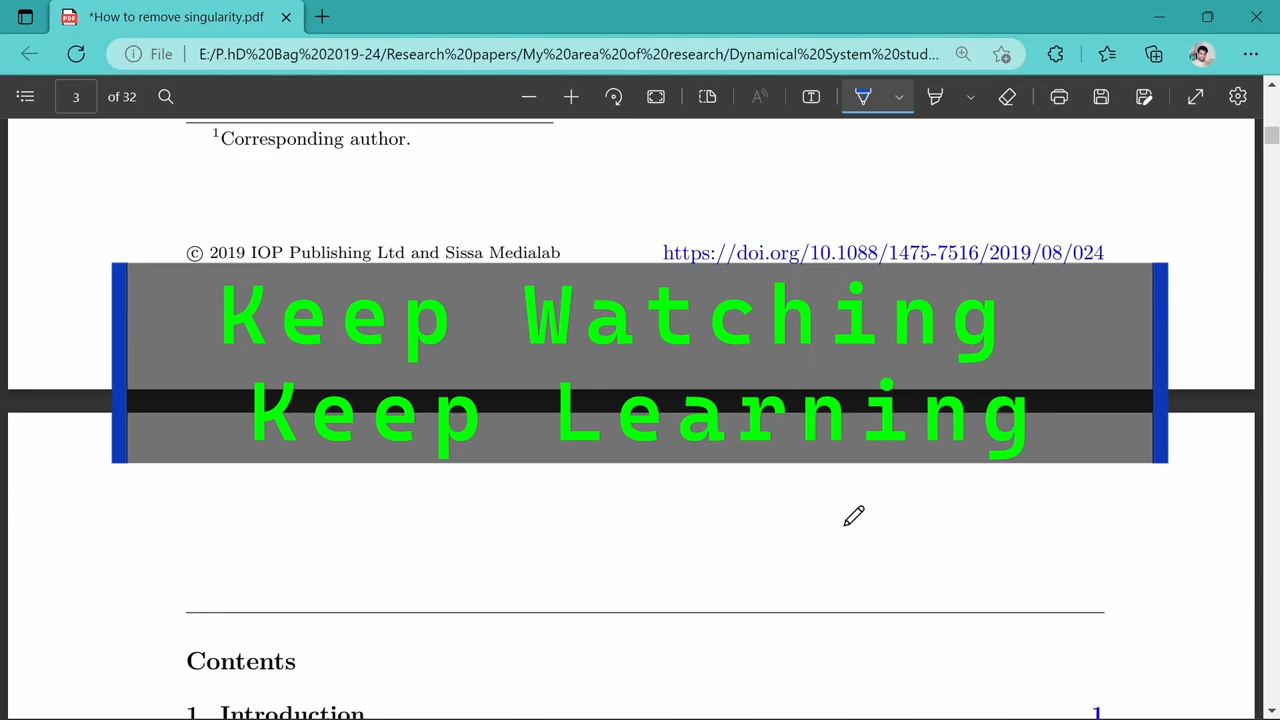 *How to remove singularity.pdf
File
E:/P.hD%20Bag%202019-24/Research%20papers/My%20area%20of%20research/Dynamical%20System%20stud...
3 of 32
1Corresponding author.
© 2019 IOP Publishing Ltd and Sissa Medialab https://doi.org/10.1088/1475-7516/2019/08/024
Keep Watching
Keep Learning
Contents
1 Introduction 1